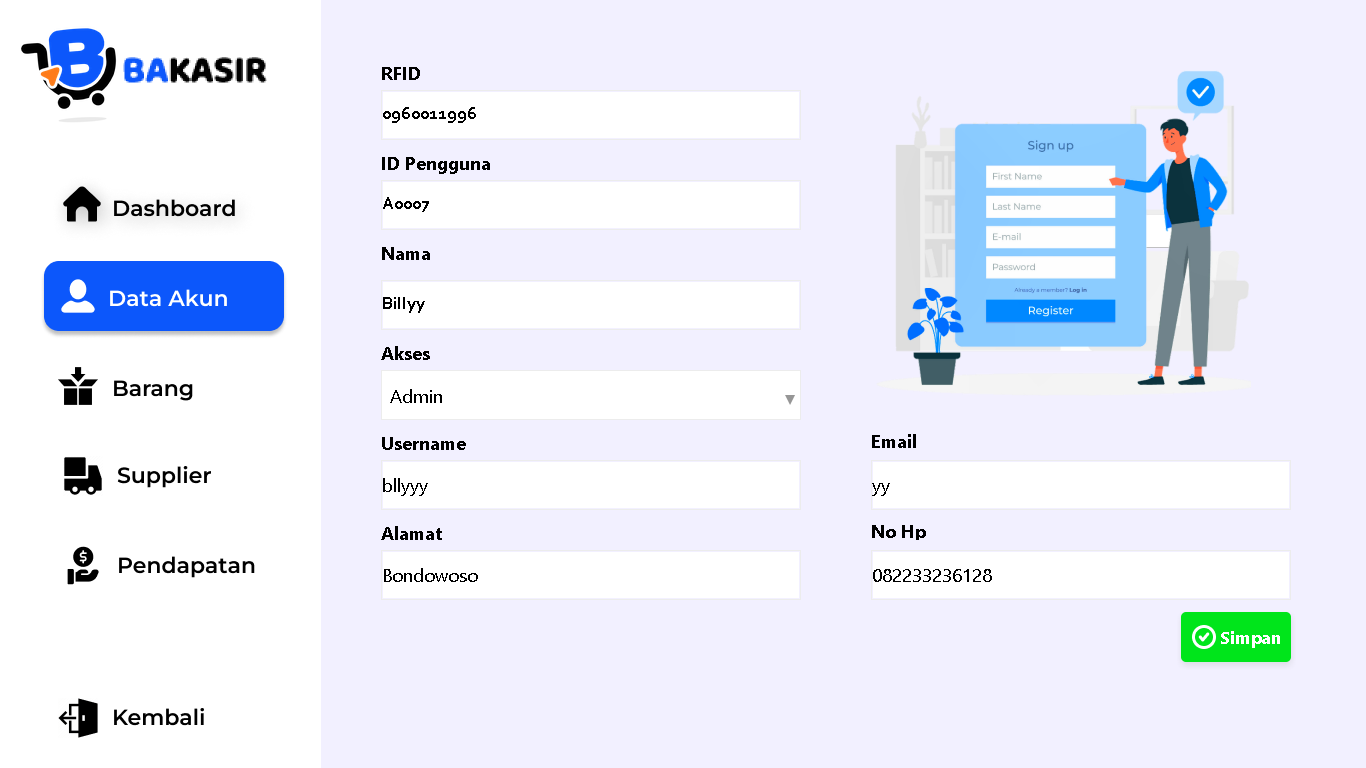 BAKASIR
Dashboard
Data Akun
Barang
Supplier
Pendapatan
Kembali
RFID
0960011996
ID Pengguna
A0007
Nama
Billyy
Akses
Admin
Username
bllyyy
Alamat
Bondowoso
Sign up
First Name
Last Name
E-mail
Password
Already a member? Log in
Register
Email
yy
No Hp
082233236128
Simpan